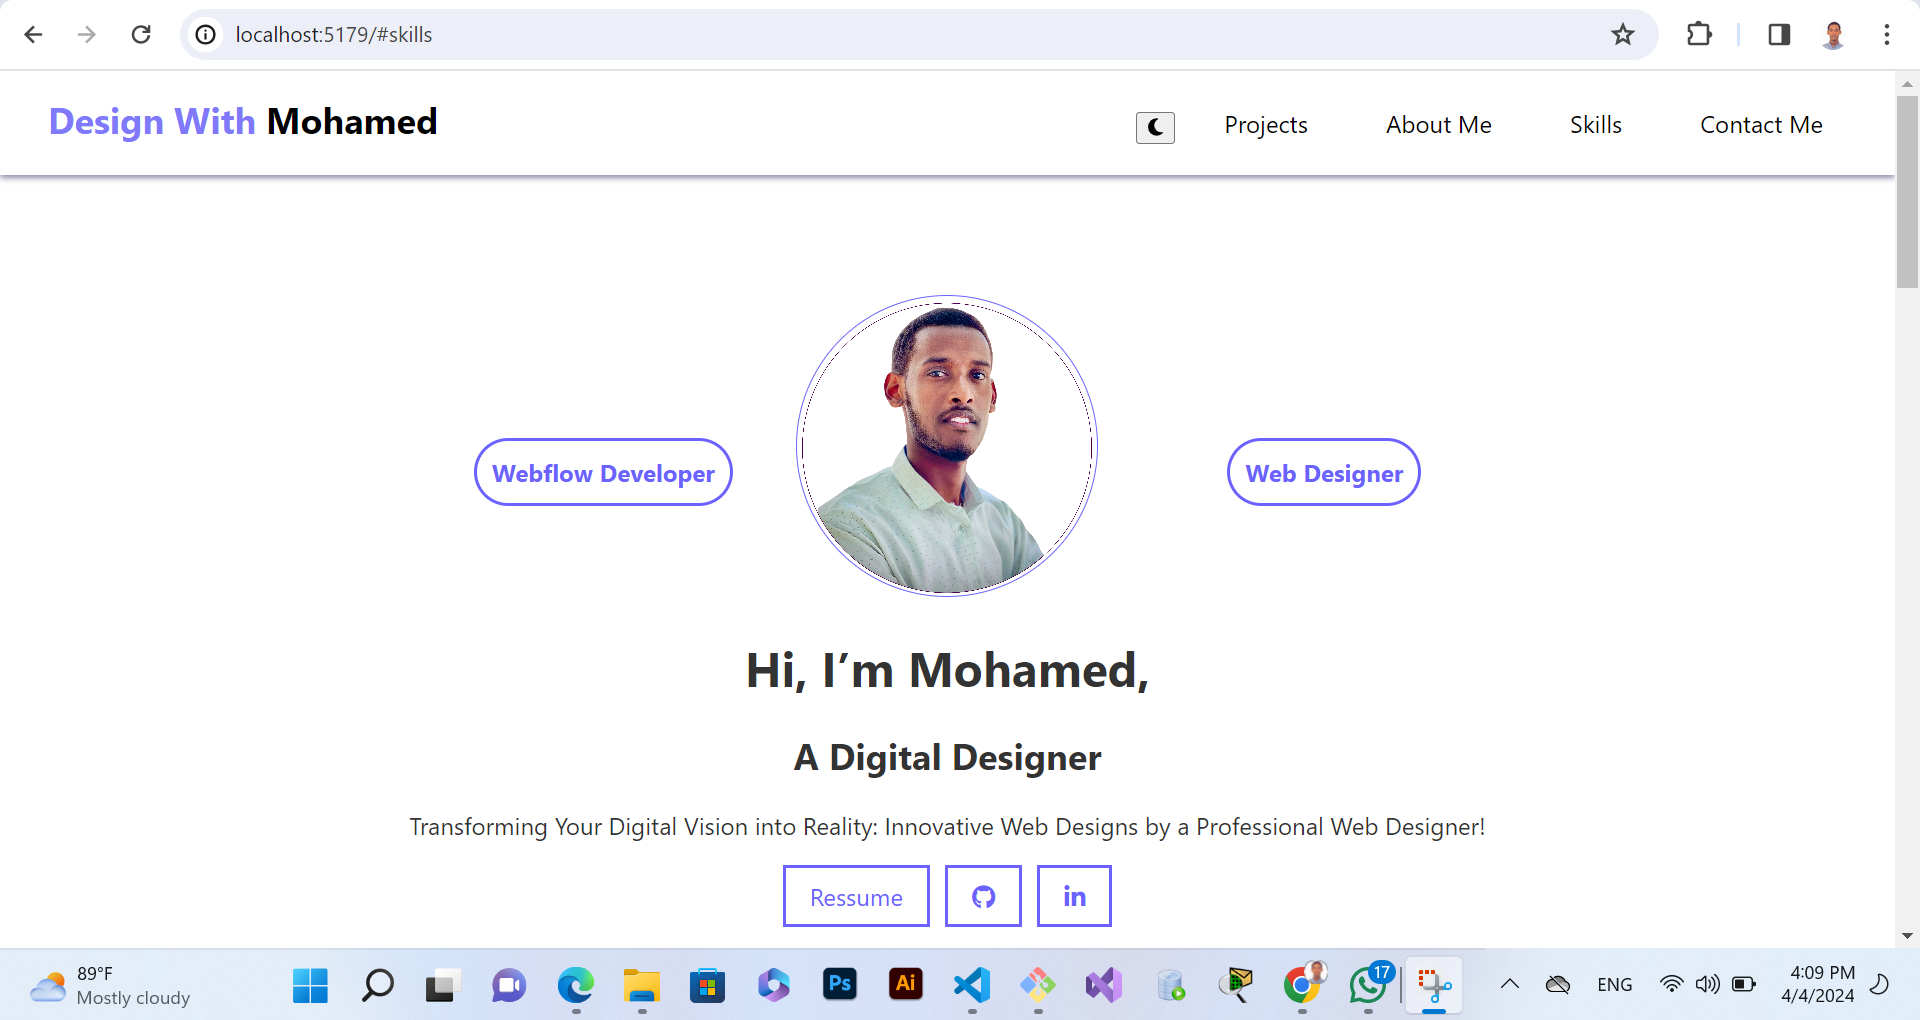 localhost:5179/#skills
Design With Mohamed
Projects
About Me
Skills
Contact Me
Webflow Developer
Web Designer
Hi, I’m Mohamed,
A Digital Designer
Transforming Your Digital Vision into Reality: Innovative Web Designs by a Professional Web Designer!
Ressume
in
89°F
Mostly cloudy
Ps
Ai
17
ENG
4:09 PM
4/4/2024